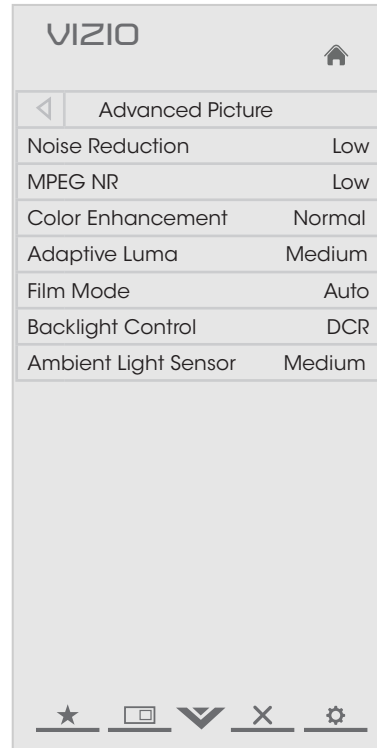 VIZIO
Advanced Picture
Noise Reduction Low
MPEG NR Low
Color Enhancement Normal
Adaptive Luma Medium
Film Mode Auto
Backlight Control DCR
Ambient Light Sensor Medium